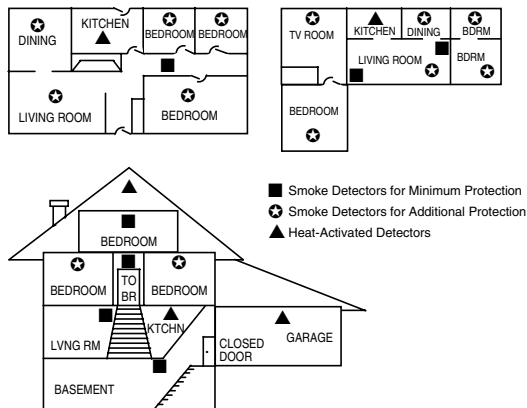 DINING
KITCHEN
BEDROOM
BEDROOM
LIVING ROOM
BEDROOM
TV ROOM
KITCHEN
DINING
BDRM
LIVING ROOM
BDRM
BEDROOM
Smoke Detectors for Minimum Protection
Smoke Detectors for Additional Protection
Heat-Activated Detectors
BEDROOM
BEDROOM
TO
BR
BEDROOM
LVNG RM
KTCHN
CLOSED
DOOR
GARAGE
BASEMENT